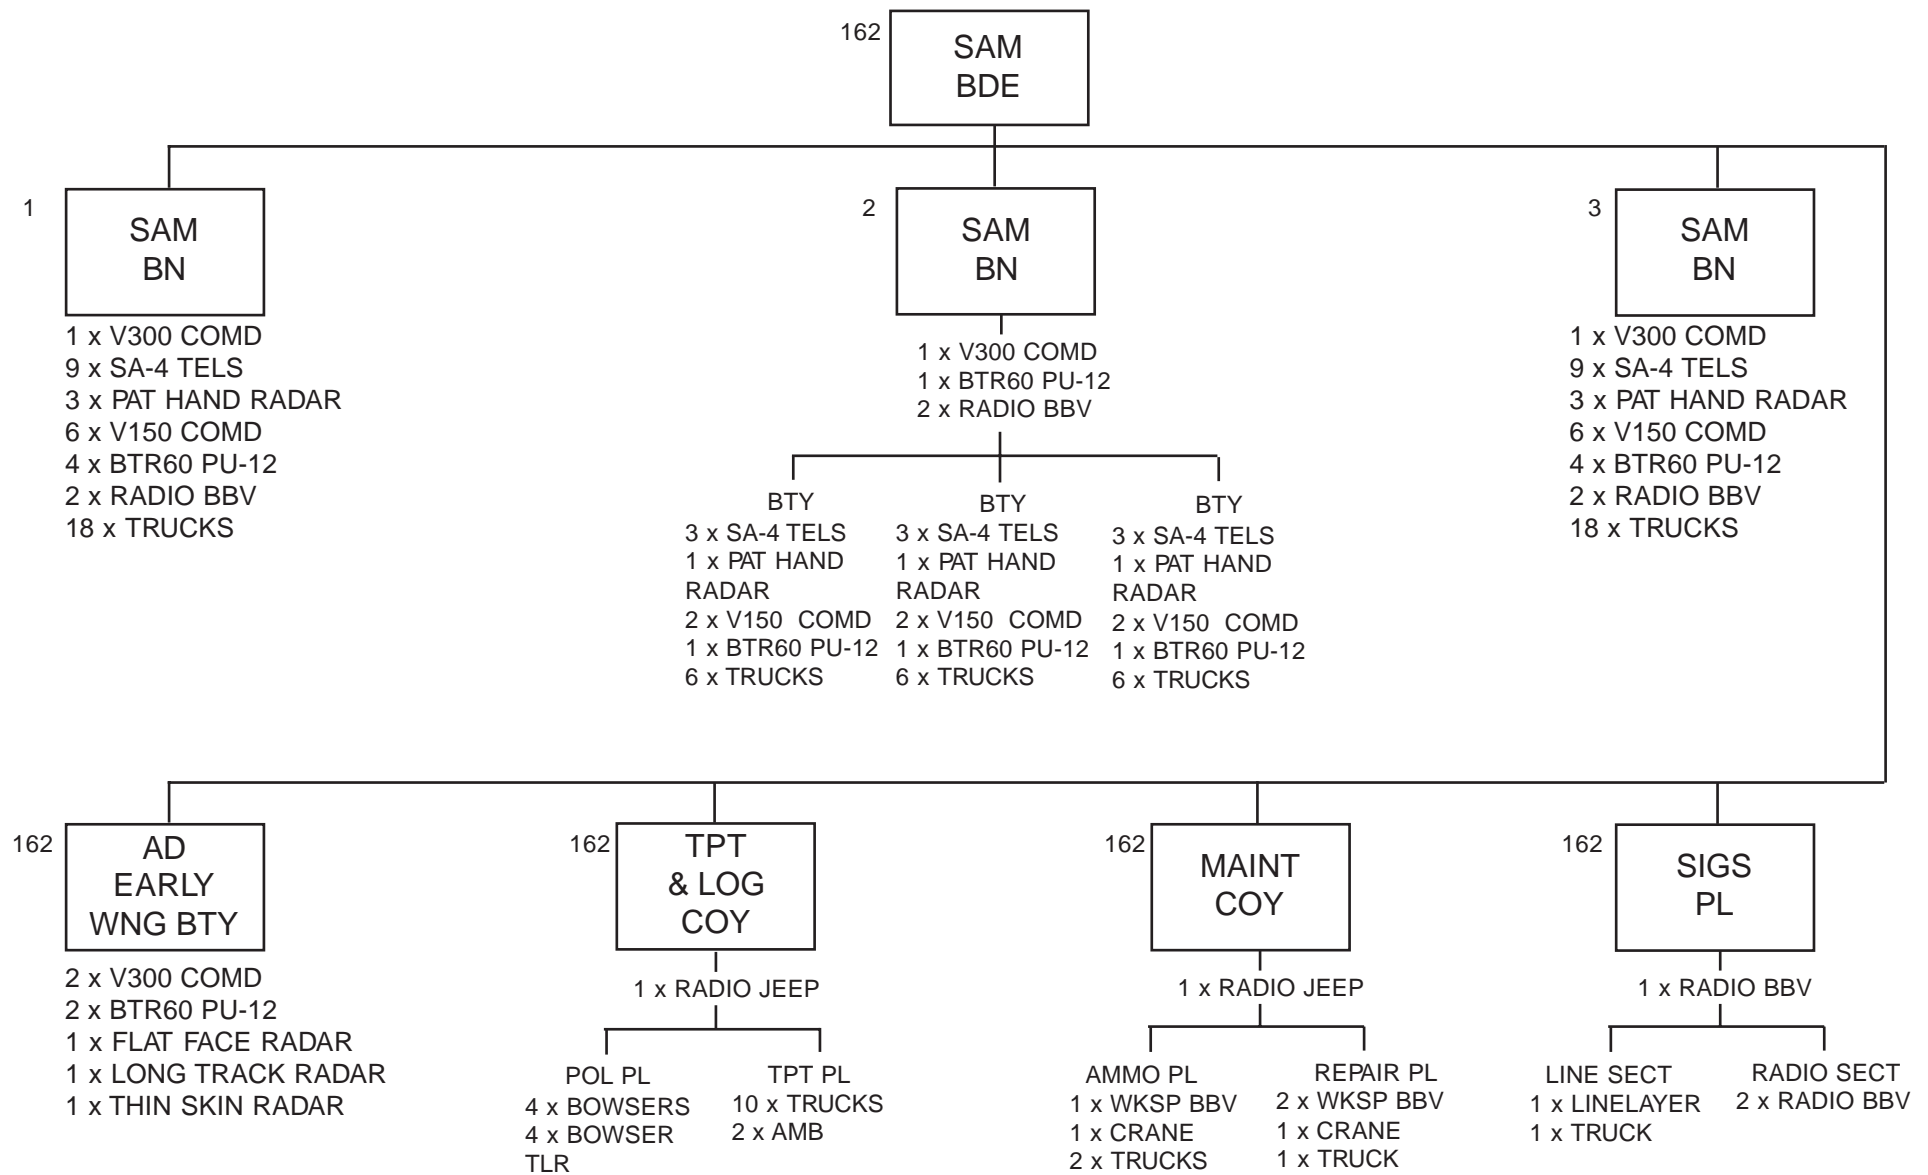 162
SAM
BDE
1
SAM
BN
1 x V300 COMD
9 x SA-4 TELS
3 x PAT HAND RADAR
6 x V150 COMD
4 x BTR60 PU-12
2 x RADIO BBV
18 x TRUCKS
2
SAM
BN
1 x V300 COMD
1 x BTR60 PU-12
2 x RADIO BBV
BTY
3 x SA-4 TELS
1 x PAT HAND
RADAR
2 x V150 COMD
1 x BTR60 PU-12
6 x TRUCKS
BTY
3 x SA-4 TELS
1 x PAT HAND
RADAR
2 x V150 COMD
1 x BTR60 PU-12
6 x TRUCKS
BTY
3 x SA-4 TELS
1 x PAT HAND
RADAR
2 x V150 COMD
1 x BTR60 PU-12
6 x TRUCKS
3
SAM
BN
1 x V300 COMD
9 x SA-4 TELS
3 x PAT HAND RADAR
6 x V150 COMD
4 x BTR60 PU-12
2 x RADIO BBV
18 x TRUCKS
162
AD
EARLY
WNG BTY
2 x V300 COMD
2 x BTR60 PU-12
1 x FLAT FACE RADAR
1 x LONG TRACK RADAR
1 x THIN SKIN RADAR
162
TPT
& LOG
COY
1 x RADIO JEEP
POL PL
4 x BOWSERS
4 x BOWSER
TLR
TPT PL
10 x TRUCKS
2 x AMB
162
MAINT
COY
1 x RADIO JEEP
AMMO PL
1 x WKSP BBV
1 x CRANE
2 x TRUCKS
REPAIR PL
2 x WKSP BBV
1 x CRANE
1 x TRUCK
162
SIGS
PL
1 x RADIO BBV
LINE SECT
1 x LINELAYER
1 x TRUCK
RADIO SECT
2 x RADIO BBV